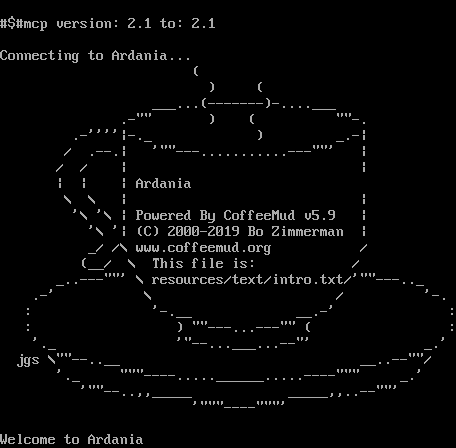 #$#mcp version: 2.1 to: 2.1
Connecting to Ardania...
Ardania
Powered By CoffeeMud v5.9
(C) 2000-2019 Bo Zimmerman
www.coffeemud.org
This file is:
resources/text/intro.txt
jgs
Welcome to Ardania